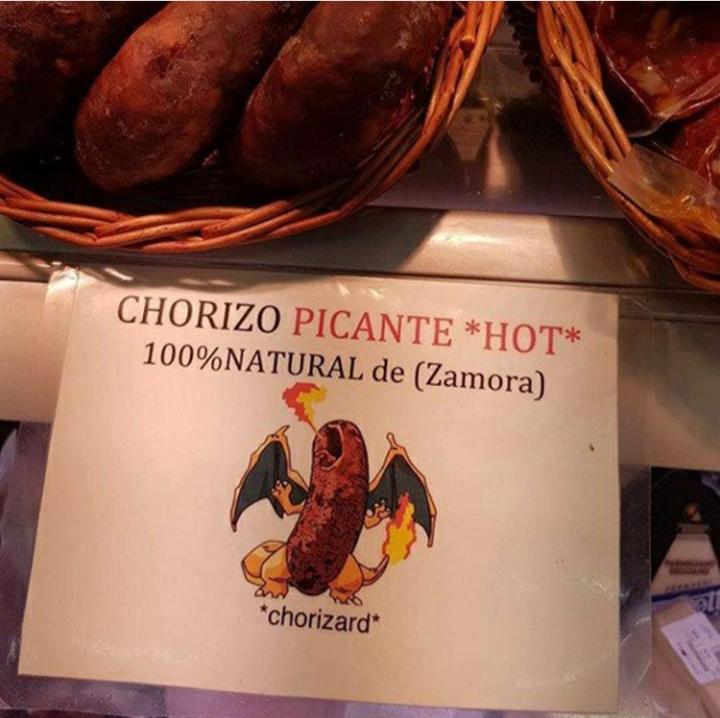 CHORIZO PICANTE *HOT*
100%NATURAL de (Zamora)
*chorizard*